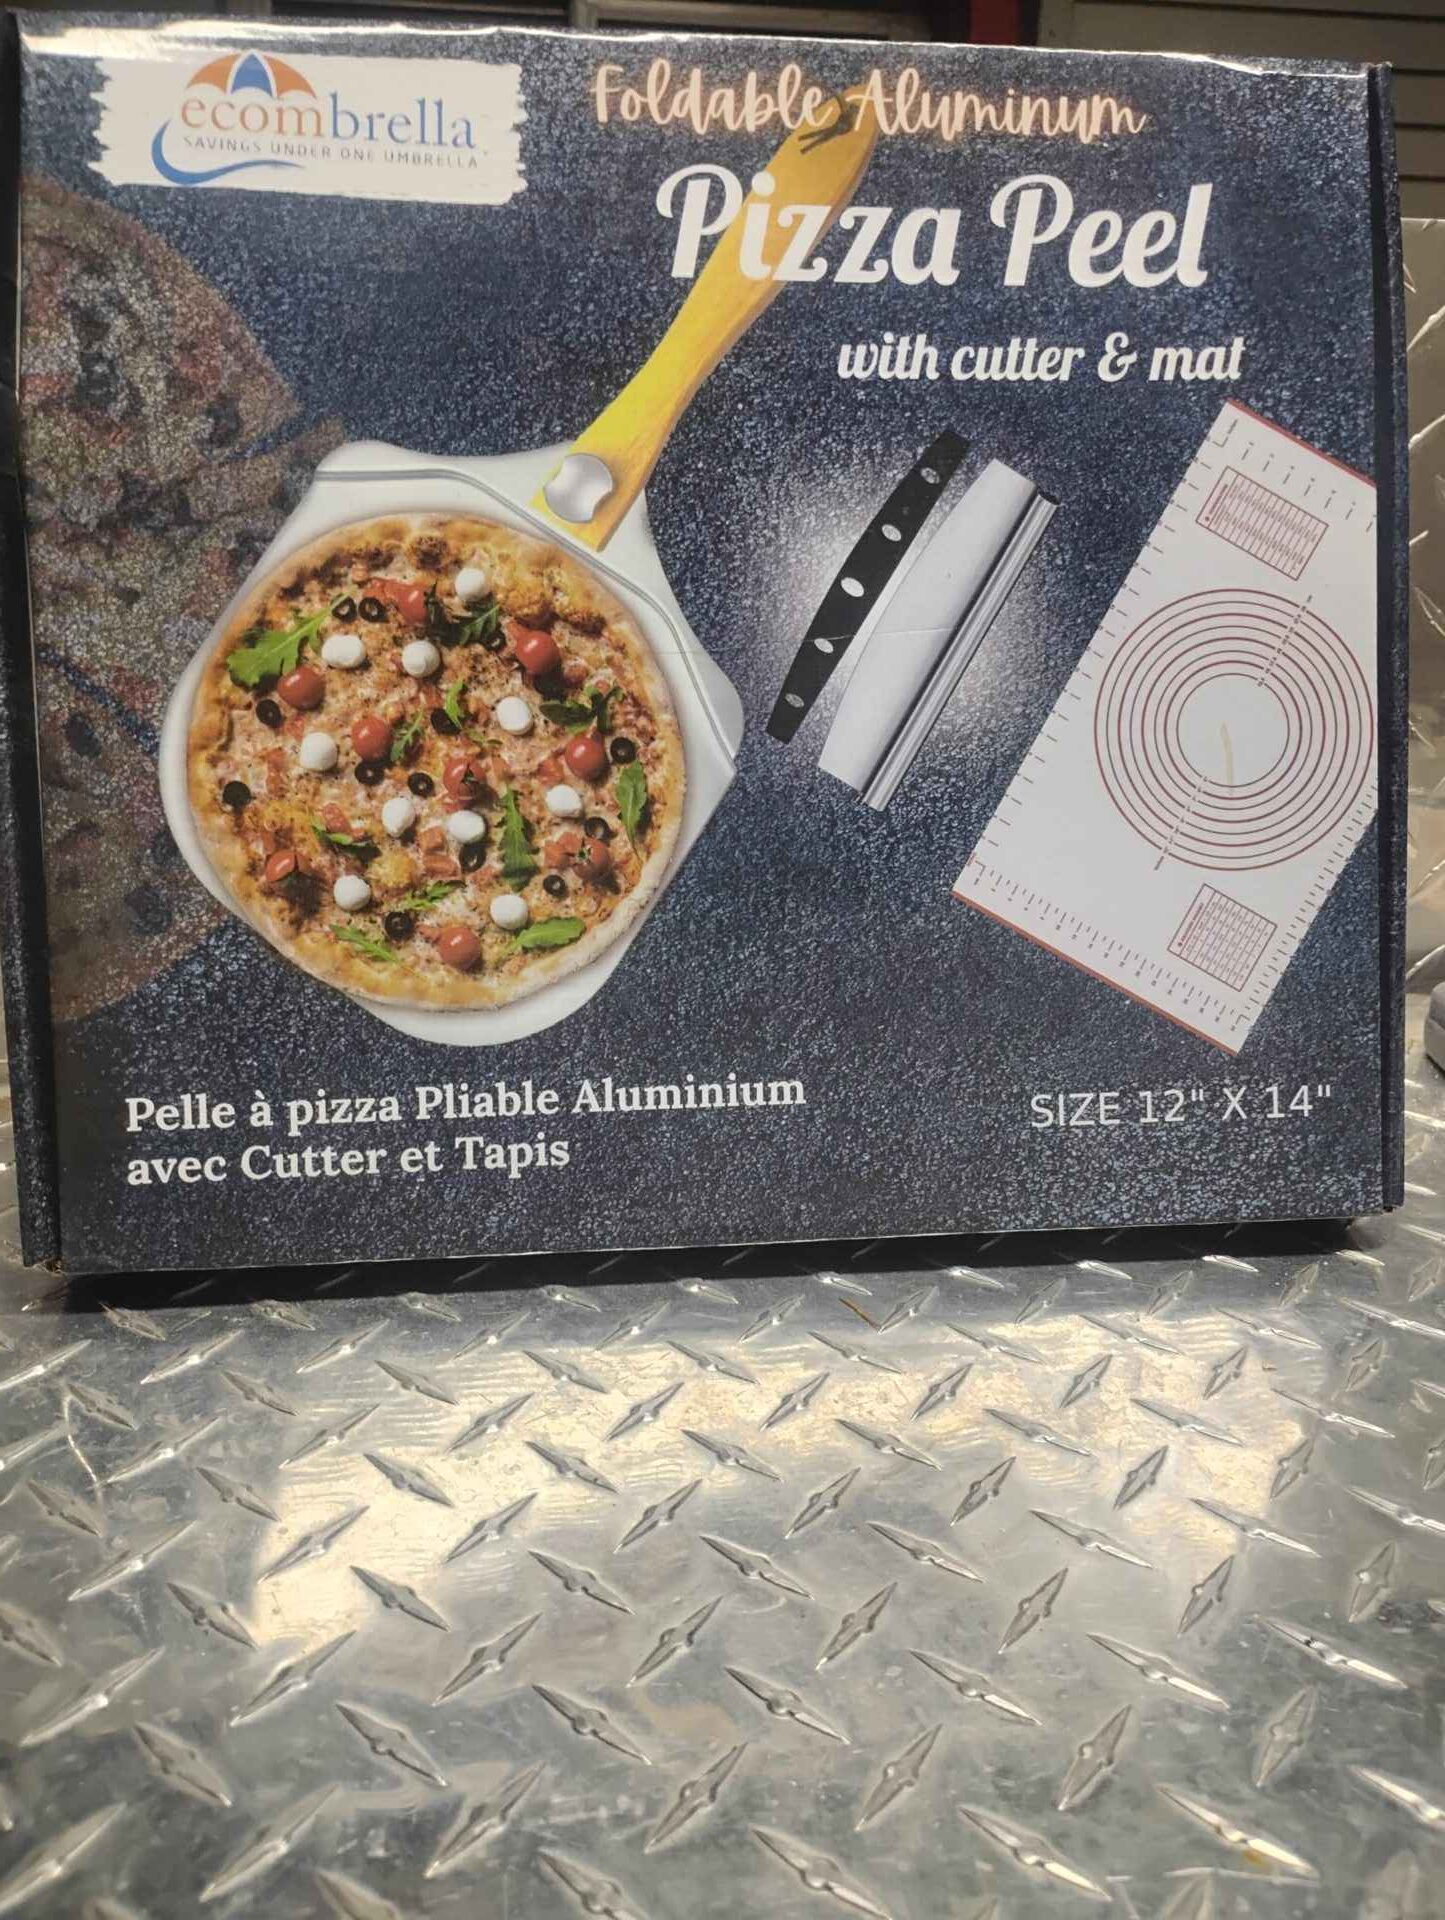 ecombrella
SAVINGS UNDER ONE UMBRELLA
Foldable Aluminum
Pizza Peel
with cutter & mat
Pelle à pizza Pliable Aluminium
avec Cutter et Tapis
SIZE 12" X 14"